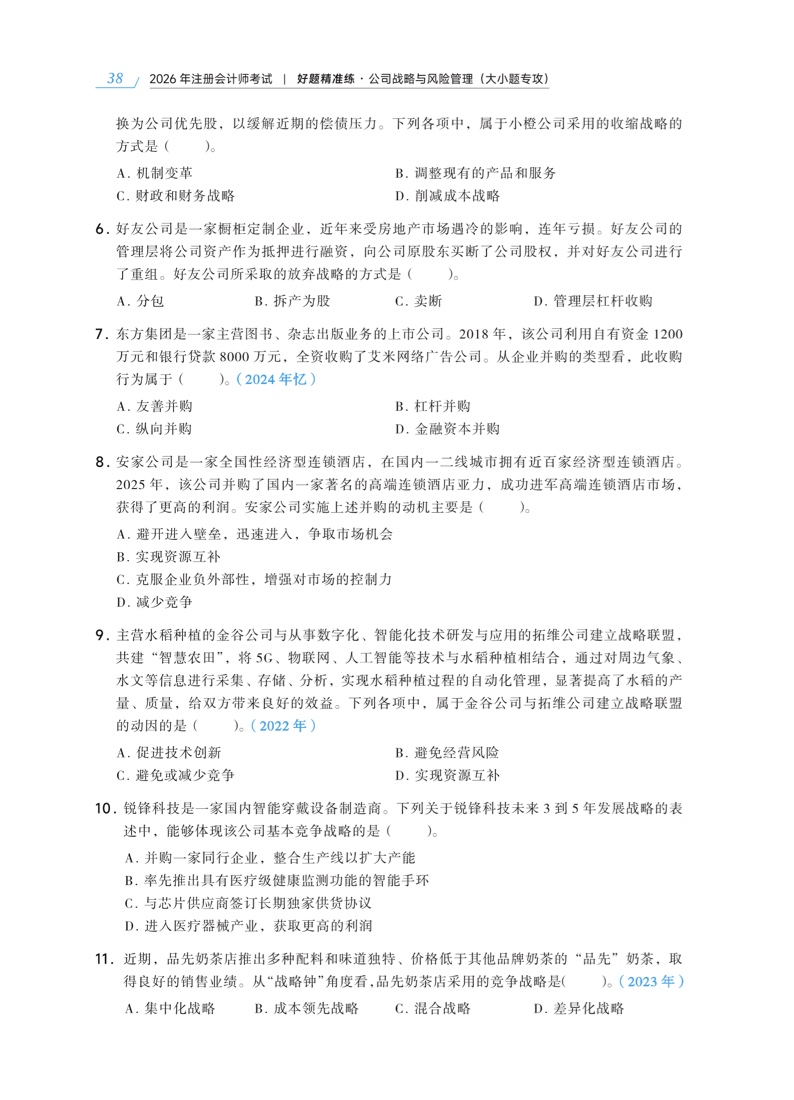 38 2026 年注册会计师考试 | 好题精准练 · 公司战略与风险管理（大小题专攻）
换为公司优先股，以缓解近期的偿债压力。下列各项中，属于小橙公司采用的收缩战略的
方式是（　　）。
A. 机制变革 B. 调整现有的产品和服务
C. 财政和财务战略 D. 削减成本战略
6. 好友公司是一家橱柜定制企业，近年来受房地产市场遇冷的影响，连年亏损。好友公司的
管理层将公司资产作为抵押进行融资，向公司原股东买断了公司股权，并对好友公司进行
了重组。好友公司所采取的放弃战略的方式是（　　）。
A. 分包 B. 拆产为股 C. 卖断 D. 管理层杠杆收购
7. 东方集团是一家主营图书、杂志出版业务的上市公司。2018 年，该公司利用自有资金 1200
万元和银行贷款 8000 万元，全资收购了艾米网络广告公司。从企业并购的类型看，此收购
行为属于（　　）。（2024 年忆）
A. 友善并购 B. 杠杆并购
C. 纵向并购 D. 金融资本并购
8. 安家公司是一家全国性经济型连锁酒店，在国内一二线城市拥有近百家经济型连锁酒店。
2025 年，该公司并购了国内一家著名的高端连锁酒店亚力，成功进军高端连锁酒店市场，
获得了更高的利润。安家公司实施上述并购的动机主要是（　　）。
A. 避开进入壁垒，迅速进入，争取市场机会
B. 实现资源互补
C. 克服企业负外部性，增强对市场的控制力
D. 减少竞争
9. 主营水稻种植的金谷公司与从事数字化、智能化技术研发与应用的拓维公司建立战略联盟，
共建“智慧农田”，将 5G、物联网、人工智能等技术与水稻种植相结合，通过对周边气象、
水文等信息进行采集、存储、分析，实现水稻种植过程的自动化管理，显著提高了水稻的产
量、质量，给双方带来良好的效益。下列各项中，属于金谷公司与拓维公司建立战略联盟
的动因的是（　　）。（2022 年）
A. 促进技术创新 B. 避免经营风险
C. 避免或减少竞争 D. 实现资源互补
10. 锐锋科技是一家国内智能穿戴设备制造商。下列关于锐锋科技未来 3 到 5 年发展战略的表
述中，能够体现该公司基本竞争战略的是（　　）。
A. 并购一家同行企业，整合生产线以扩大产能
B. 率先推出具有医疗级健康监测功能的智能手环
C. 与芯片供应商签订长期独家供货协议
D. 进入医疗器械产业，获取更高的利润
11. 近期，品先奶茶店推出多种配料和味道独特、价格低于其他品牌奶茶的“品先”奶茶，取
得良好的销售业绩。从“战略钟”角度看，品先奶茶店采用的竞争战略是（　　）。（2023 年）
A. 集中化战略 B. 成本领先战略 C. 混合战略 D. 差异化战略